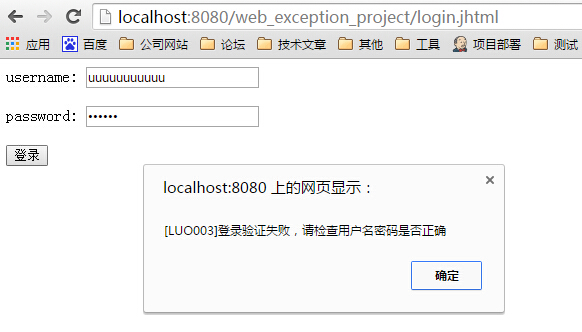 localhost:8080/web_exception_project/login.jhtml
应用 百度 公司网站 论坛 技术文章 其他 工具 项目部署 测试
username: uuuuuuuuuuu
password: ••••••
登录
localhost:8080 上的网页显示：
[LUO003]登录验证失败，请检查用户名密码是否正确
确定